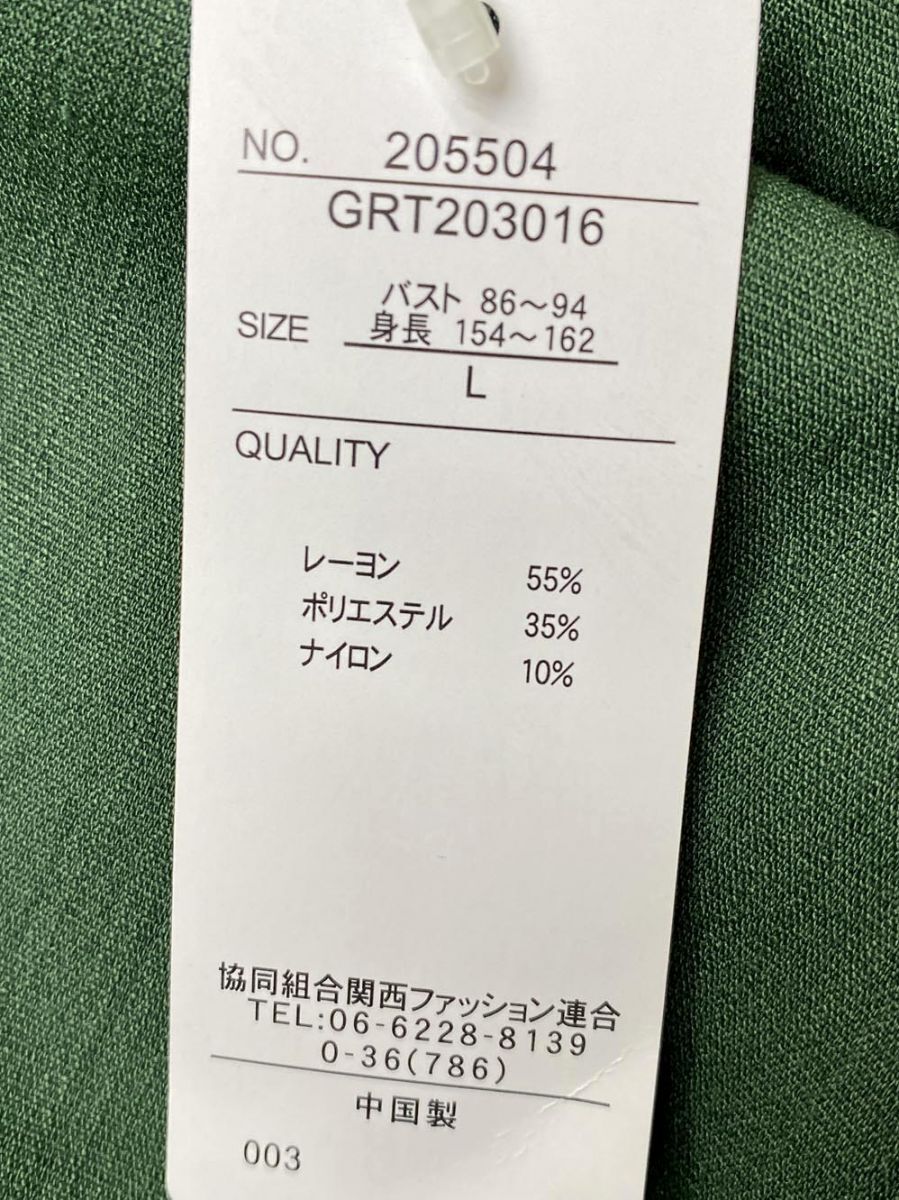 NO. 205504
GRT203016
バスト 86～94
SIZE 身長 154～162
L
QUALITY
レーヨン 55%
ポリエステル 35%
ナイロン 10%
協同組合関西ファッション連合
TEL:06-6228-8139
0-36(786)
中国製
003